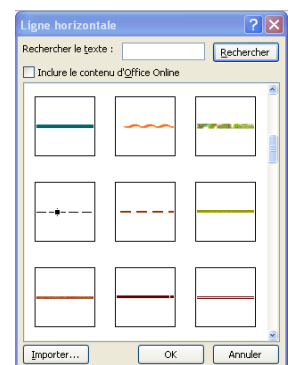 Ligne horizontale
Rechercher le texte :
Rechercher
Inclure le contenu d'Office Online
Importer...
OK
Annuler